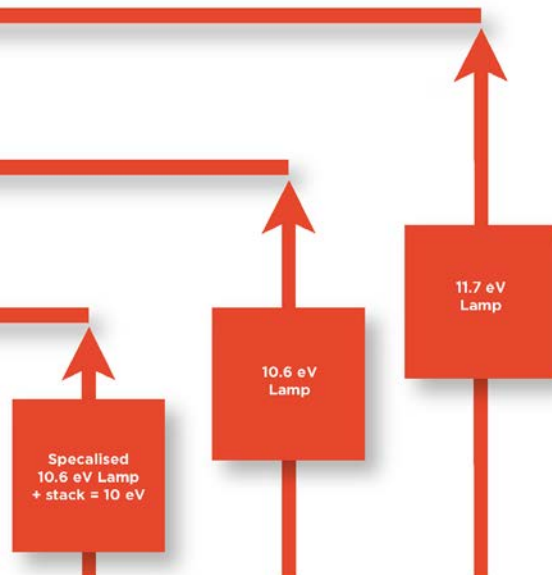 11.7 eV
Lamp
10.6 eV
Lamp
Specalised
10.6 eV Lamp
+ stack = 10 eV